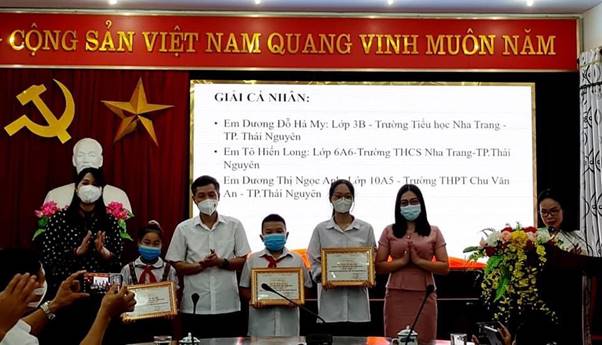 CỘNG SẢN VIỆT NAM QUANG VINH MUÔN NĂM
GIẢI CÁ NHÂN:
• Em Dương Đỗ Hà My: Lớp 3B - Trường Tiểu học Nha Trang -
TP. Thái Nguyên
• Em Tô Hiến Long: Lớp 6A6-Trường THCS Nha Trang-TP.Thái
Nguyên
• Em Dương Thị Ngọc Anh: Lớp 10A5 - Trường THPT Chu Văn
An - TP.Thái Nguyên